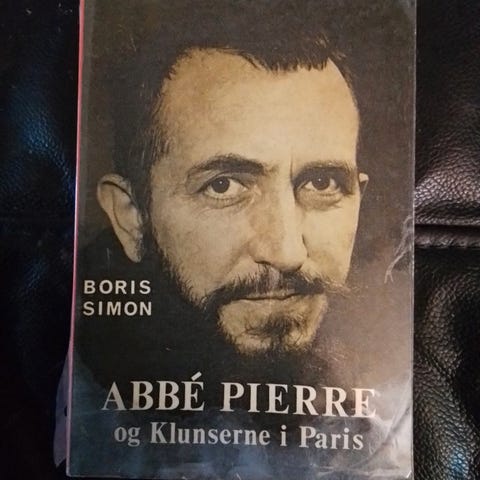 BORIS
SIMON
ABBÉ PIERRE
og Klunserne i Paris